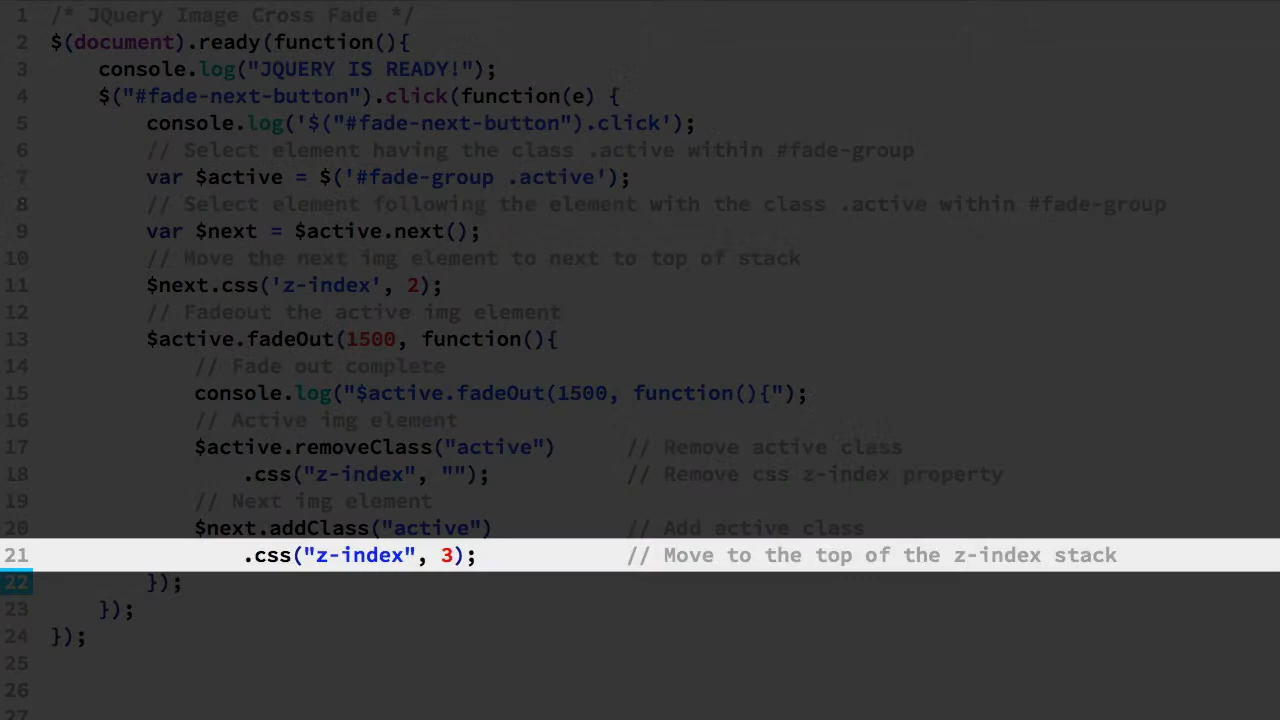 1 /* JQuery Image Cross Fade */
2 $(document).ready(function(){
3     console.log("JQUERY IS READY!");
4     $("#fade-next-button").click(function(e) {
5         console.log('$("#fade-next-button").click');
6         // Select element having the class .active within #fade-group
7         var $active = $('#fade-group .active');
8         // Select element following the element with the class .active within #fade-group
9         var $next = $active.next();
10         // Move the next img element to next to top of stack
11         $next.css('z-index', 2);
12         // Fadeout the active img element
13         $active.fadeOut(1500, function(){
14             // Fade out complete
15             console.log("$active.fadeOut(1500, function(){");
16             // Active img element
17             $active.removeClass("active")      // Remove active class
18                 .css("z-index", "");           // Remove css z-index property
19             // Next img element
20             $next.addClass("active")           // Add active class
21                 .css("z-index", 3);            // Move to the top of the z-index stack
22         });
23     });
24 });
25
26
27